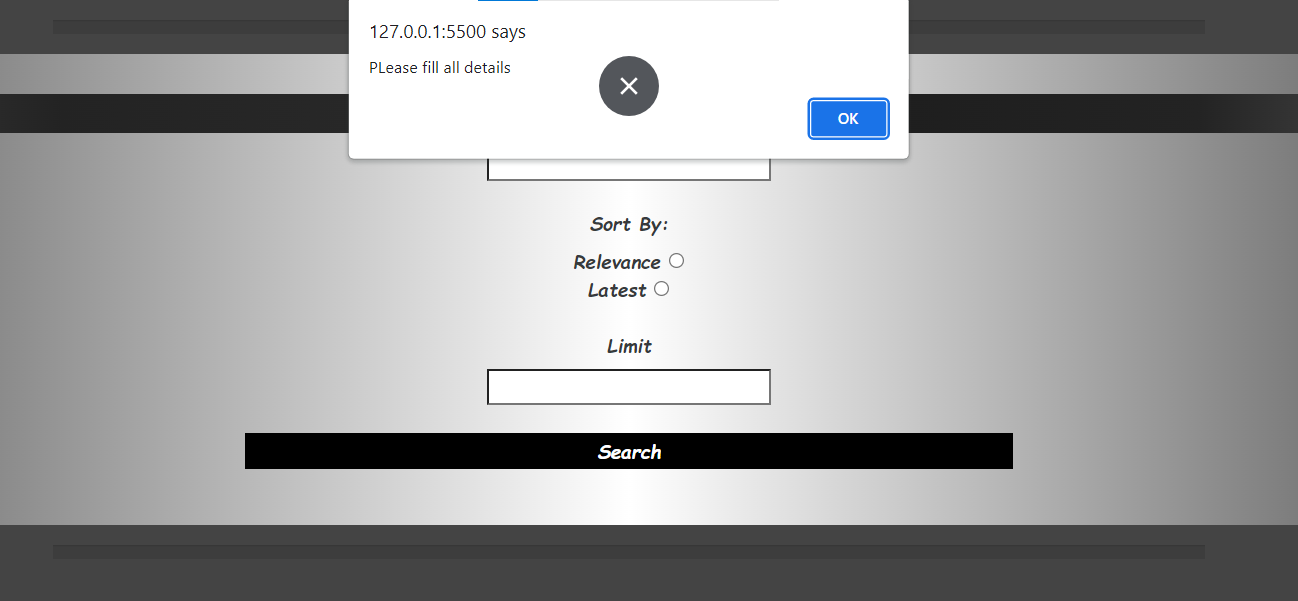 127.0.0.1:5500 says
PLease fill all details
OK
Sort By:
Relevance
Latest
Limit
Search